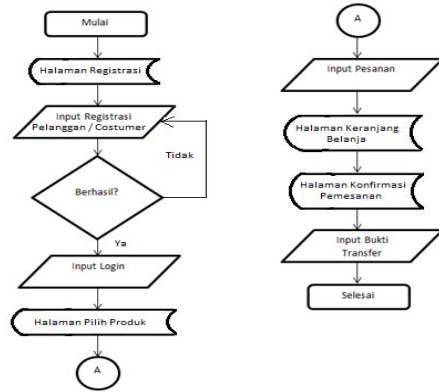 Mulai
Halaman Registrasi
Input Registrasi
Pelanggan / Costumer
Tidak
Berhasil?
Ya
Input Login
Halaman Pilih Produk
A
A
Input Pesanan
Halaman Keranjang
Belanja
Halaman Konfirmasi
Pemesanan
Input Bukti
Transfer
Selesai